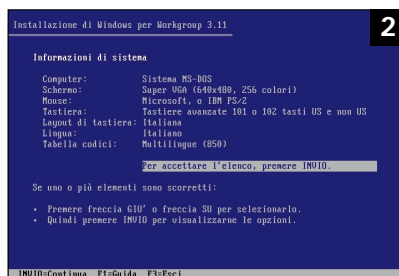 Installazione di Windows per Workgroup 3.11
2
Informazioni di sistema
Computer: Sistema MS-DOS
Schermo: Super VGA (640x480, 256 colori)
Mouse: Microsoft, o IBM PS/2
Tastiera: Tastiere avanzate 101 o 102 tasti US e non US
Layout di tastiera: Italiana
Lingua: Italiano
Tabella codici: Multilingue (850)
Per accettare l'elenco, premere INVIO.
Se uno o più elementi sono scorretti:
• Premere freccia GIU' o freccia SU per selezionarlo.
• Quindi premere INVIO per visualizzarne le opzioni.
INVIO=Continua F1=Guida F3=Esci